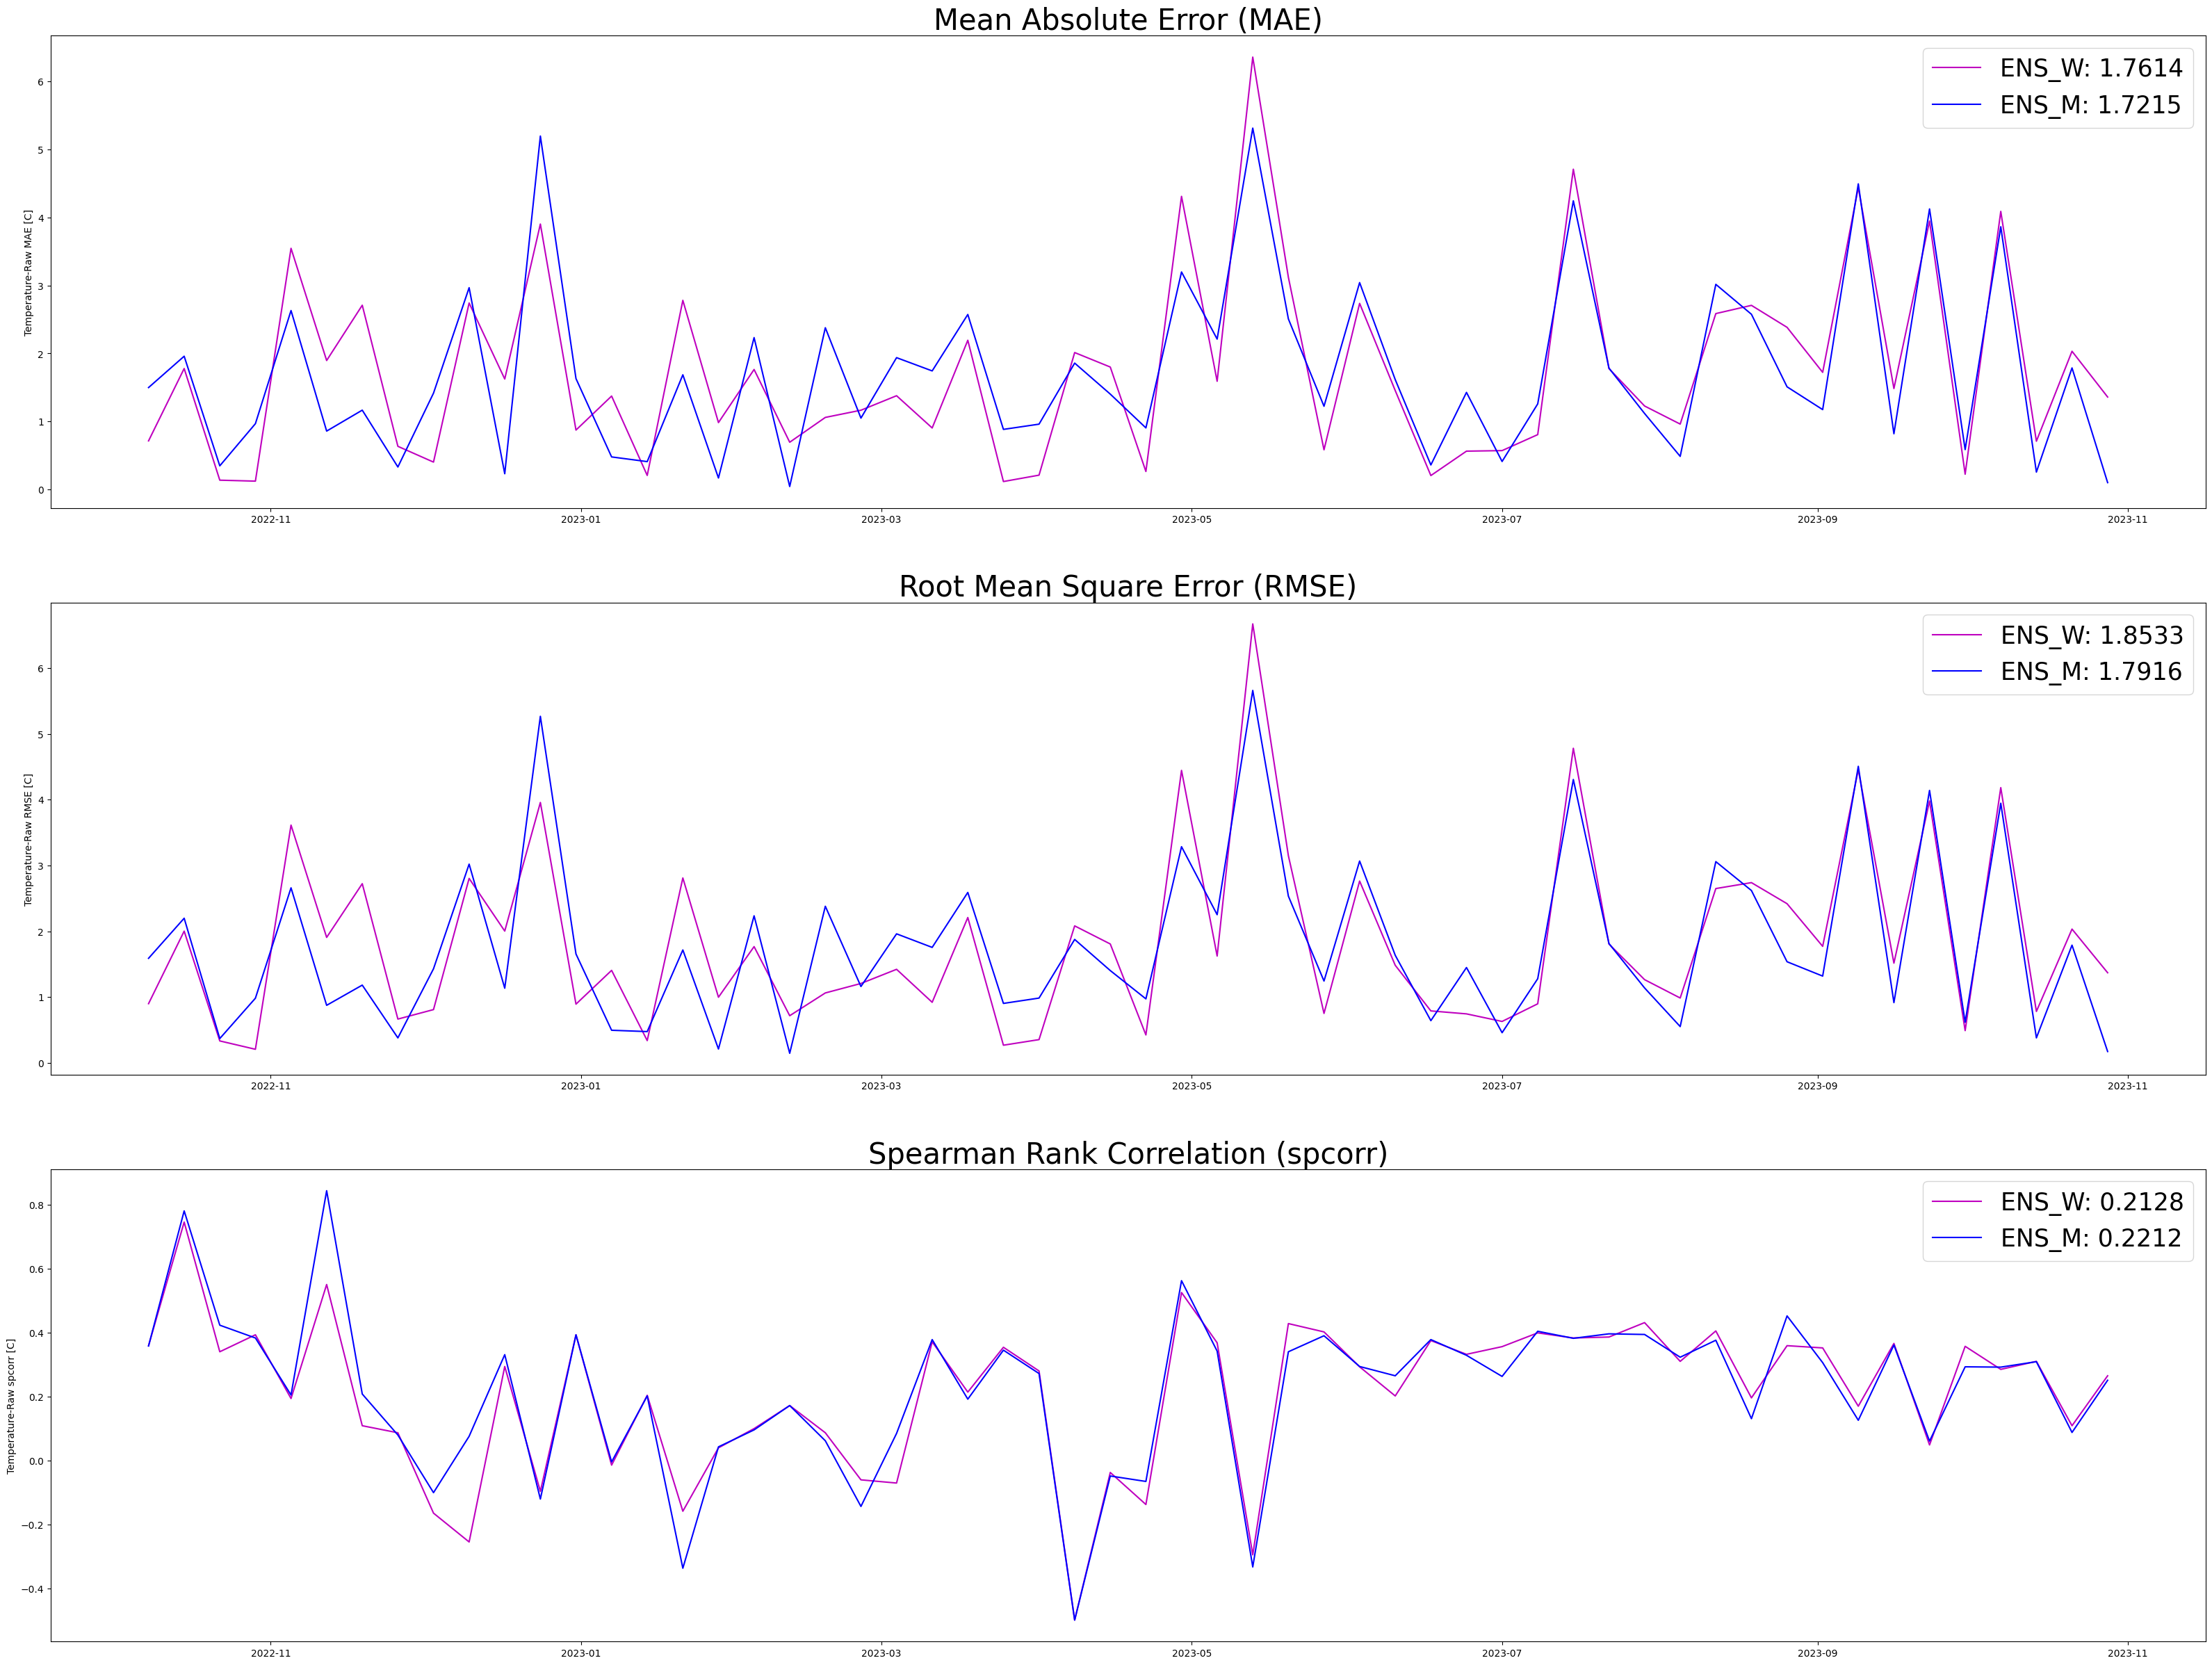 Mean Absolute Error (MAE)
ENS_W: 1.7614
ENS_M: 1.7215
Temperature-Raw MAE [C]
6
5
4
3
2
1
0
2022-11 2023-01 2023-03 2023-05 2023-07 2023-09 2023-11
Root Mean Square Error (RMSE)
ENS_W: 1.8533
ENS_M: 1.7916
Temperature-Raw RMSE [C]
6
5
4
3
2
1
0
2022-11 2023-01 2023-03 2023-05 2023-07 2023-09 2023-11
Spearman Rank Correlation (spcorr)
ENS_W: 0.2128
ENS_M: 0.2212
Temperature-Raw spcorr [C]
0.8
0.6
0.4
0.2
0.0
−0.2
−0.4
2022-11 2023-01 2023-03 2023-05 2023-07 2023-09 2023-11